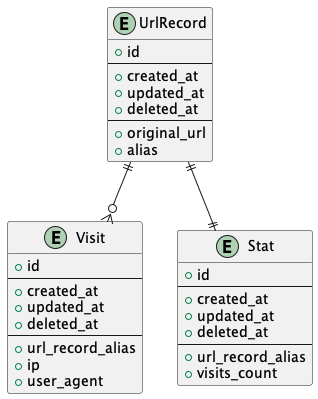 E UrlRecord
id
created_at
updated_at
deleted_at
original_url
alias
E Visit
id
created_at
updated_at
deleted_at
url_record_alias
ip
user_agent
E Stat
id
created_at
updated_at
deleted_at
url_record_alias
visits_count